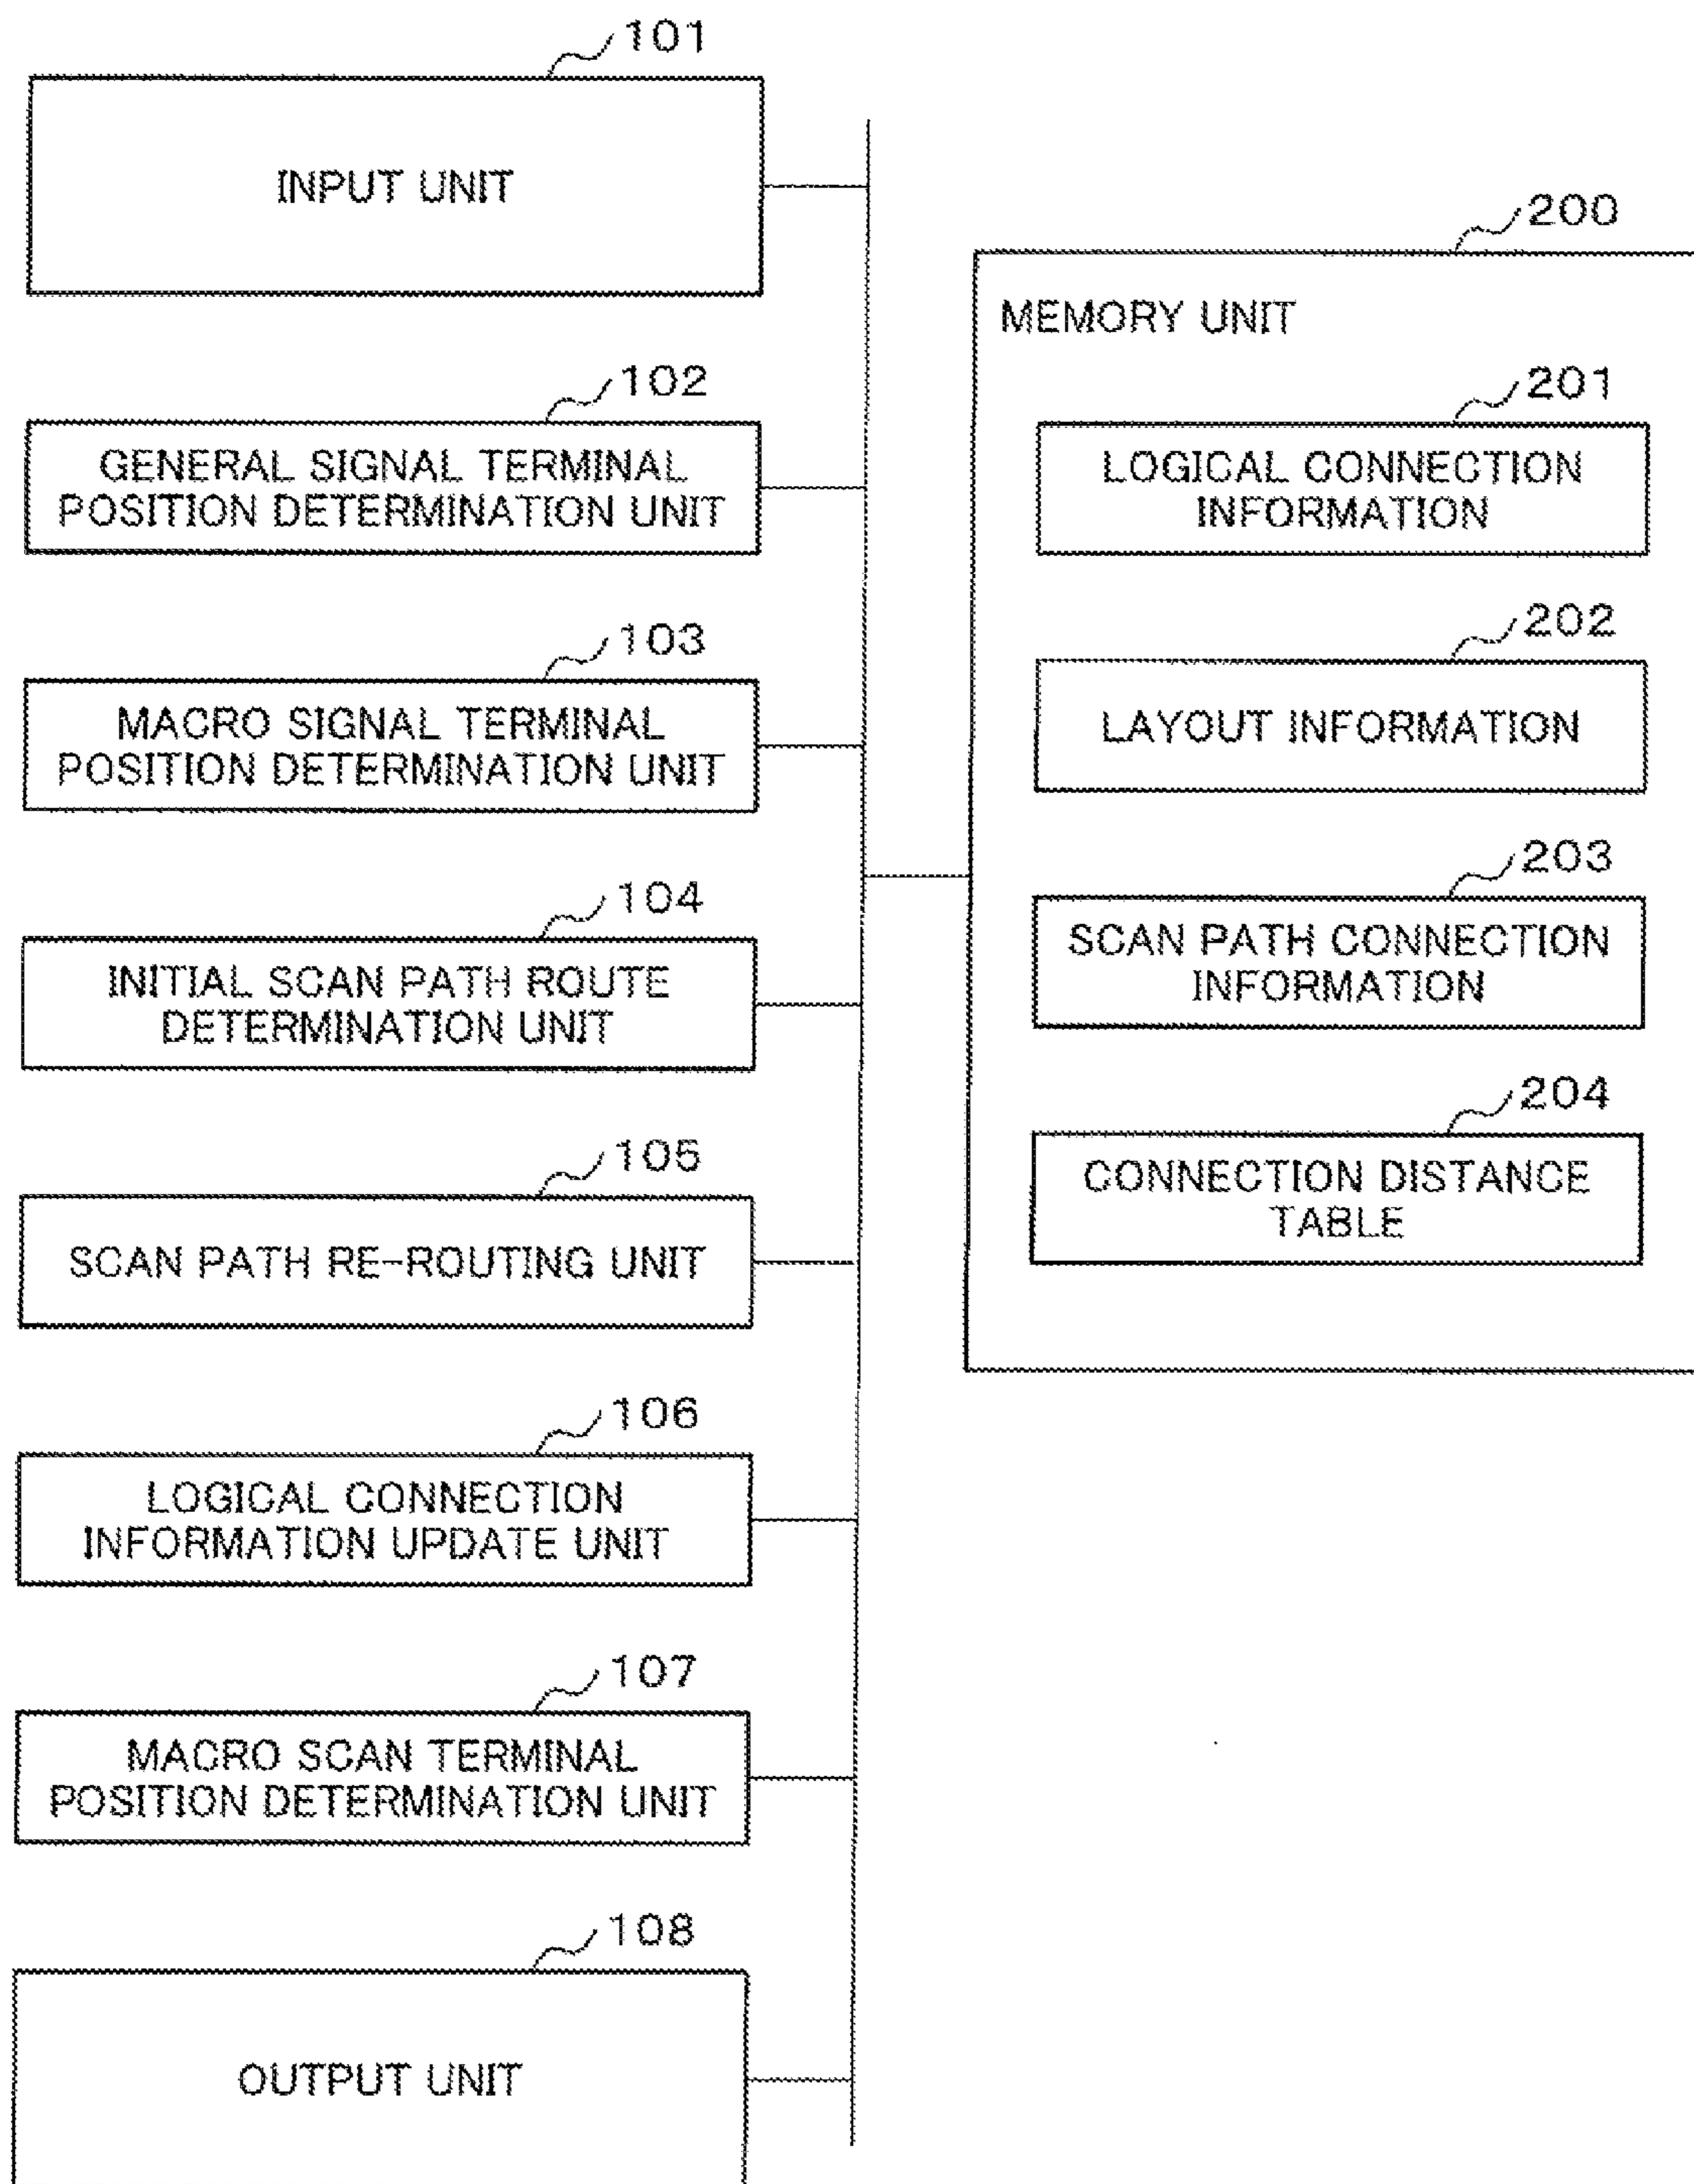 101
INPUT UNIT
102
GENERAL SIGNAL TERMINAL
POSITION DETERMINATION UNIT
103
MACRO SIGNAL TERMINAL
POSITION DETERMINATION UNIT
104
INITIAL SCAN PATH ROUTE
DETERMINATION UNIT
105
SCAN PATH RE-ROUTING UNIT
106
LOGICAL CONNECTION
INFORMATION UPDATE UNIT
107
MACRO SCAN TERMINAL
POSITION DETERMINATION UNIT
108
OUTPUT UNIT
200
MEMORY UNIT
201
LOGICAL CONNECTION
INFORMATION
202
LAYOUT INFORMATION
203
SCAN PATH CONNECTION
INFORMATION
204
CONNECTION DISTANCE
TABLE